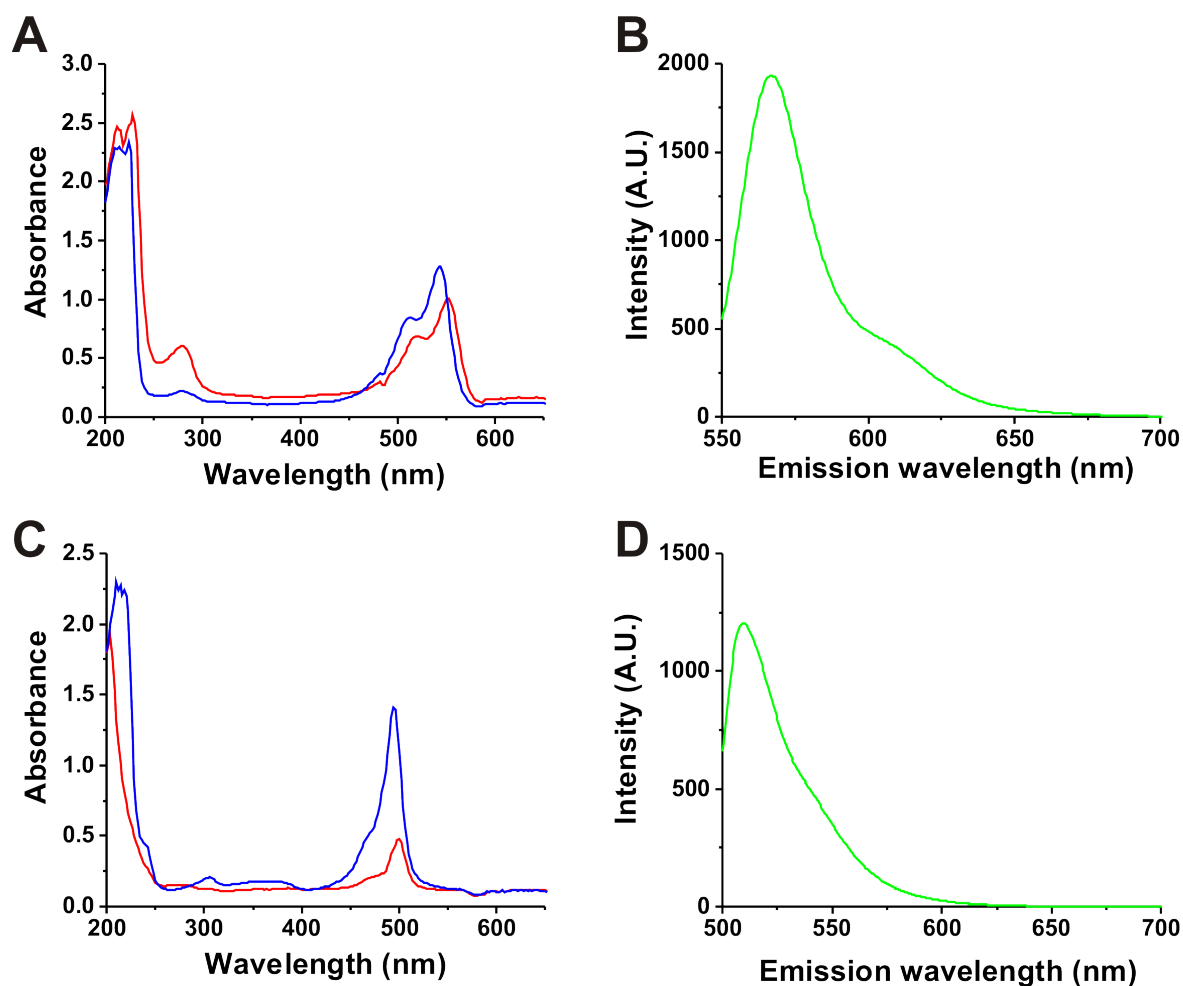 A
3.0
2.5
2.0
1.5
1.0
0.5
0.0
Absorbance
200 300 400 500 600
Wavelength (nm)
B
2000
1500
1000
500
0
Intensity (A.U.)
550 600 650 700
Emission wavelength (nm)
C
2.5
2.0
1.5
1.0
0.5
0.0
Absorbance
200 300 400 500 600
Wavelength (nm)
D
1500
1000
500
0
Intensity (A.U.)
500 550 600 650 700
Emission wavelength (nm)